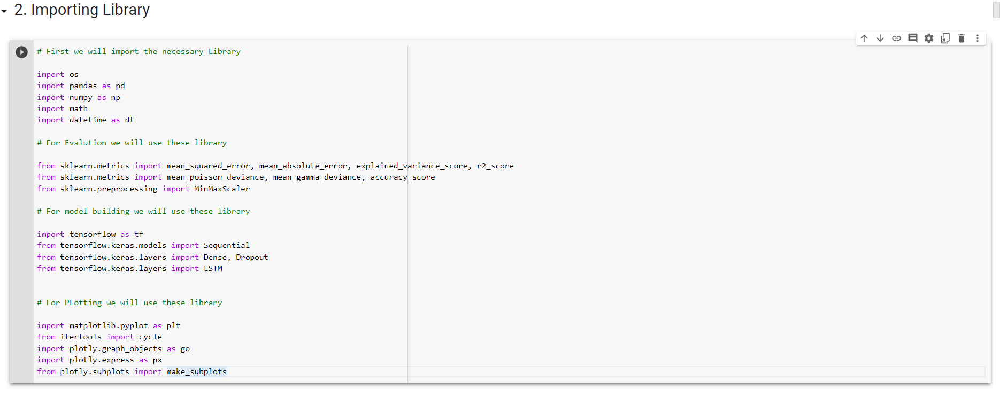 2. Importing Library
# First we will import the necessary Library
import os
import pandas as pd
import numpy as np
import math
import datetime as dt
# For Evalution we will use these library
from sklearn.metrics import mean_squared_error, mean_absolute_error, explained_variance_score, r2_score
from sklearn.metrics import mean_poisson_deviance, mean_gamma_deviance, accuracy_score
from sklearn.preprocessing import MinMaxScaler
# For model building we will use these library
import tensorflow as tf
from tensorflow.keras.models import Sequential
from tensorflow.keras.layers import Dense, Dropout
from tensorflow.keras.layers import LSTM
# For PLotting we will use these library
import matplotlib.pyplot as plt
from itertools import cycle
import plotly.graph_objects as go
import plotly.express as px
from plotly.subplots import make_subplots